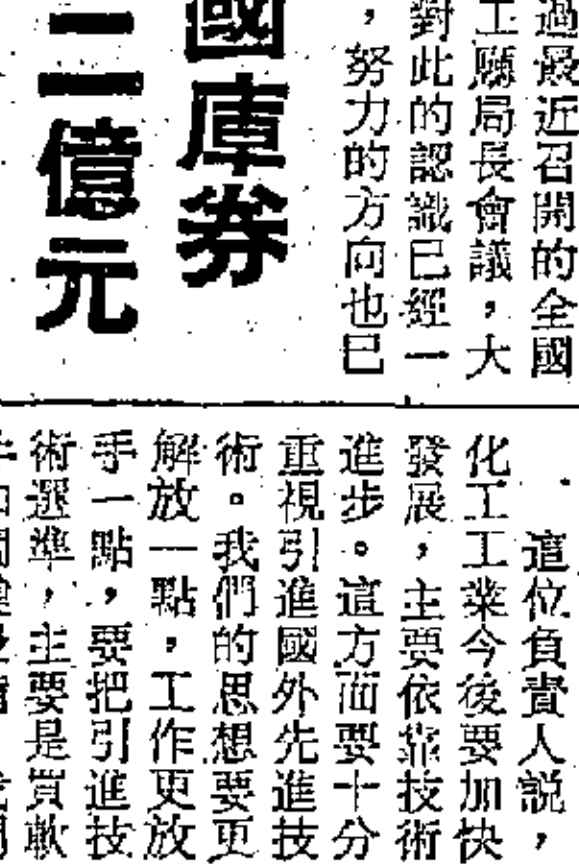 過最近召開的全國
工廳局長會議，大
對此的認識已經一
，努力的方向也已
國庫券
二億元
這位負責人説，
化工工業今後要加快
發展，主要依靠技術
進步。這方面要十分
重視引進國外先進技
術。我們的思想要更
解放一點，工作更放
手一點，要把引進技
術選準，主要是買軟